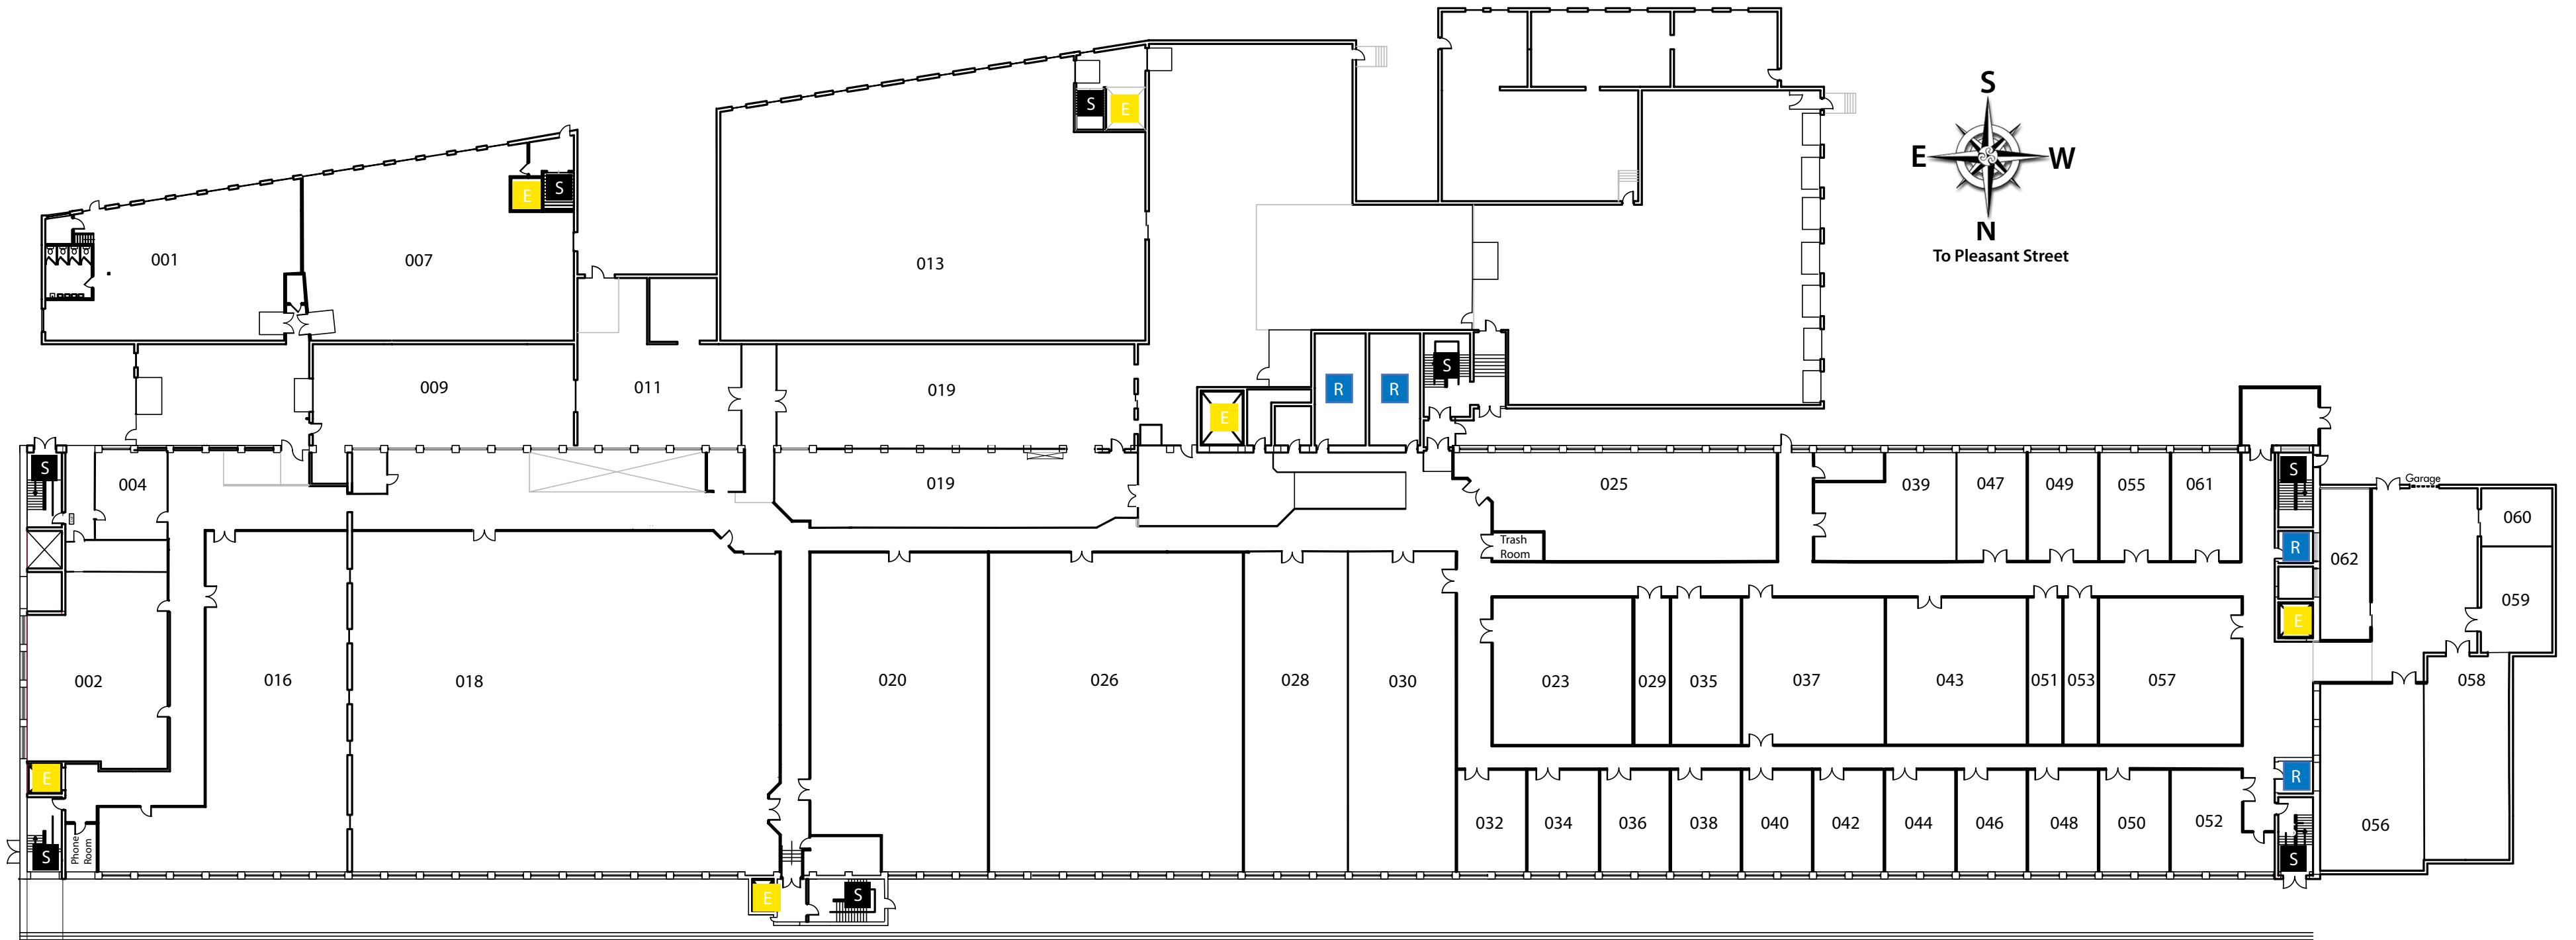 S
E
W
N
To Pleasant Street
S
E
S
E
001
007
013
009
011
019
E
R
R
S
S
004
019
025
039
047
049
055
061
S
Garage
060
Trash
Room
R
062
059
E
002
016
018
020
026
028
030
023
029
035
037
043
051
053
057
058
E
R
032
034
036
038
040
042
044
046
048
050
052
056
Phone
Room
S
S
E
S